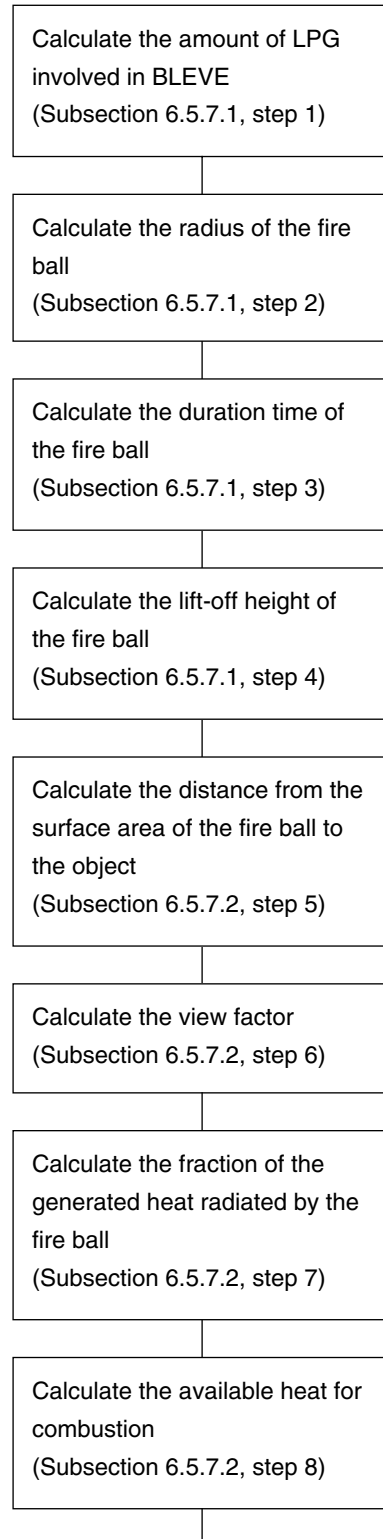 Calculate the amount of LPG
involved in BLEVE
(Subsection 6.5.7.1, step 1)
Calculate the radius of the fire
ball
(Subsection 6.5.7.1, step 2)
Calculate the duration time of
the fire ball
(Subsection 6.5.7.1, step 3)
Calculate the lift-off height of
the fire ball
(Subsection 6.5.7.1, step 4)
Calculate the distance from the
surface area of the fire ball to
the object
(Subsection 6.5.7.2, step 5)
Calculate the view factor
(Subsection 6.5.7.2, step 6)
Calculate the fraction of the
generated heat radiated by the
fire ball
(Subsection 6.5.7.2, step 7)
Calculate the available heat for
combustion
(Subsection 6.5.7.2, step 8)